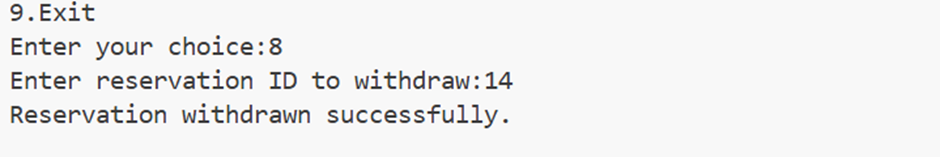 9.Exit
Enter your choice:8
Enter reservation ID to withdraw:14
Reservation withdrawn successfully.